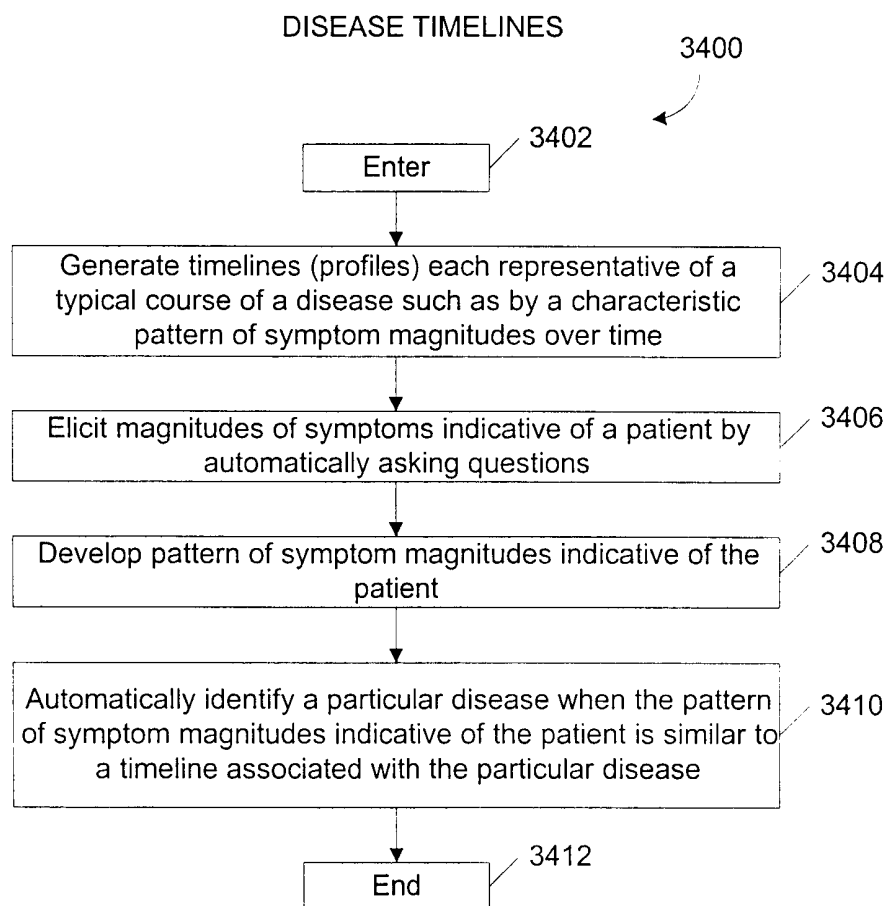 DISEASE TIMELINES
3400
3402
Enter
Generate timelines (profiles) each representative of a
typical course of a disease such as by a characteristic
pattern of symptom magnitudes over time
3404
Elicit magnitudes of symptoms indicative of a patient by
automatically asking questions
3406
Develop pattern of symptom magnitudes indicative of the
patient
3408
Automatically identify a particular disease when the pattern
of symptom magnitudes indicative of the patient is similar to
a timeline associated with the particular disease
3410
End
3412